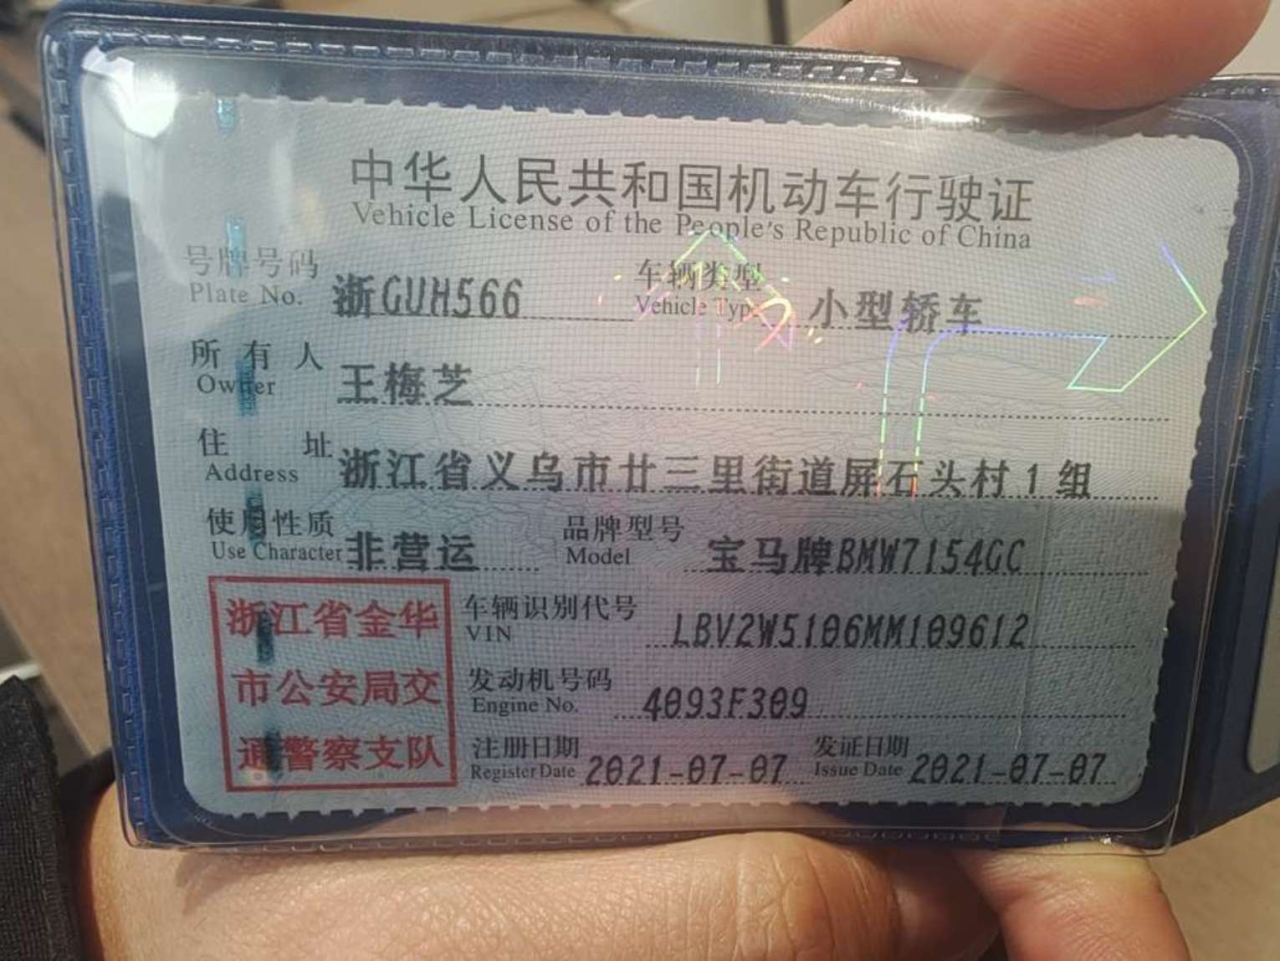 中华人民共和国机动车行驶证
Vehicle License of the People's Republic of China
号牌号码 浙GUH566 车辆类型 小型轿车
Plate No. Vehicle Type
所有人 王梅芝
Owner
住址 浙江省义乌市廿三里街道屏石头村1组
Address
使用性质 非营运 品牌型号 宝马牌BMW7154GC
Use Character Model
浙江省金华
市公安局交
通警察支队
车辆识别代号 LBV2W5106MM109612
VIN
发动机号码 4093F309
Engine No.
注册日期 2021-07-07 发证日期 2021-07-07
Register Date Issue Date